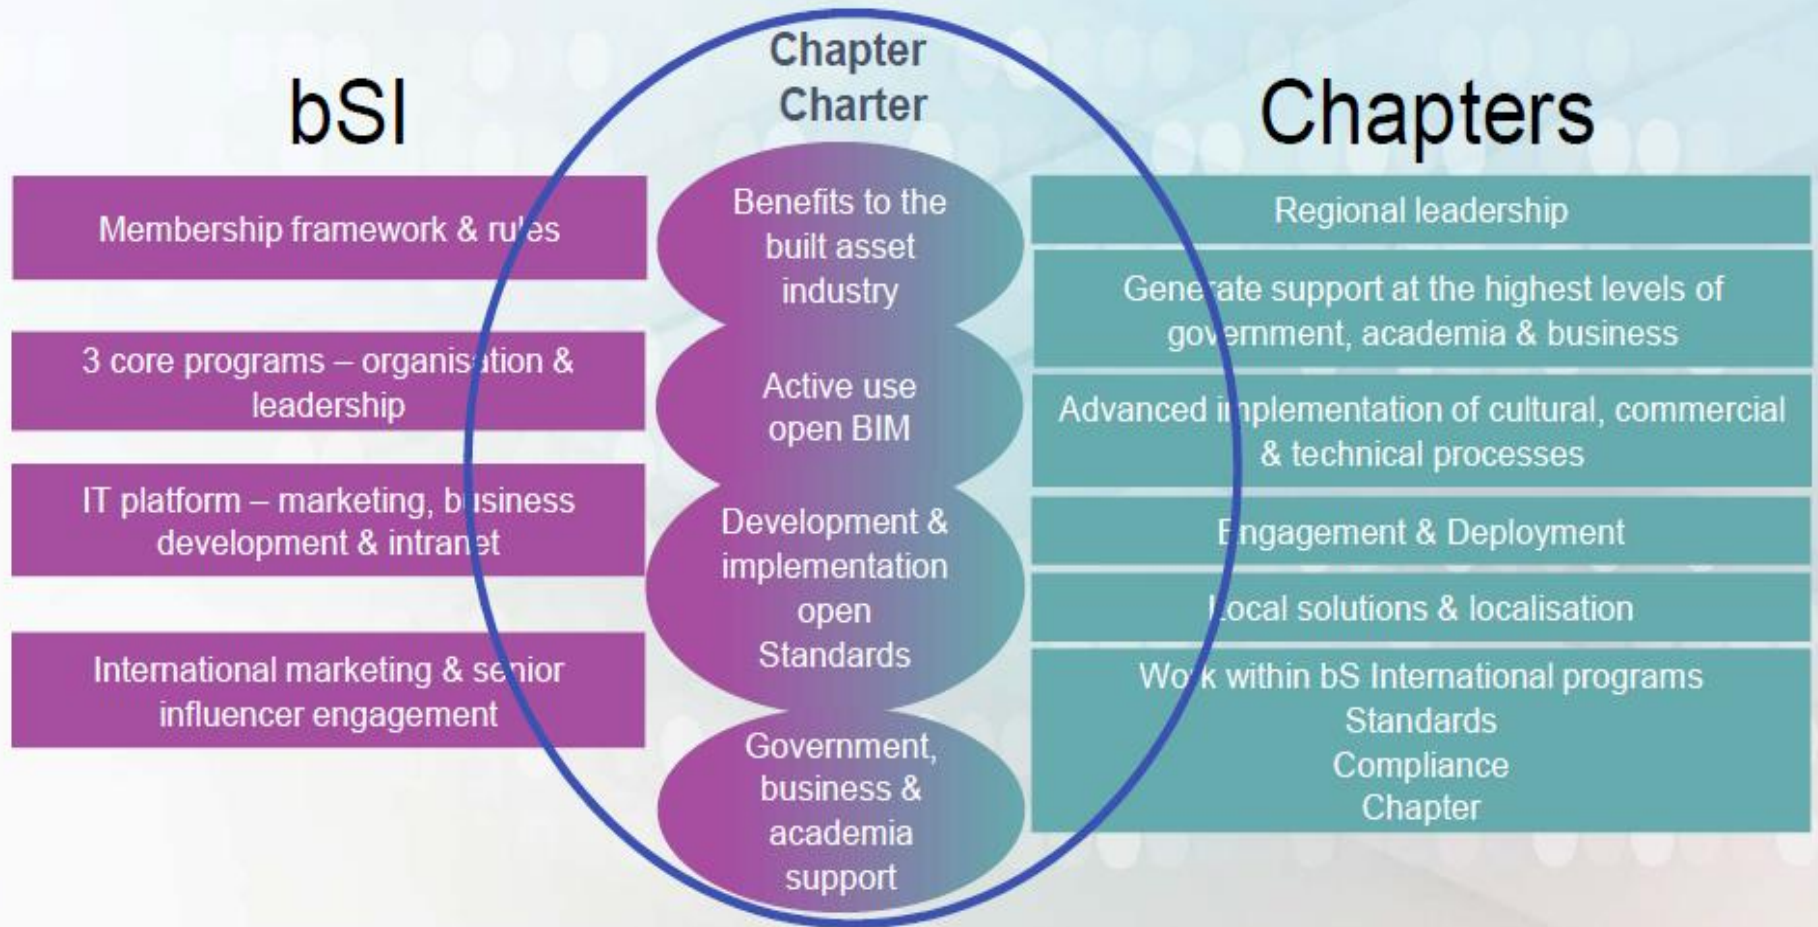 bSI
Membership framework & rules
3 core programs – organisation &
leadership
IT platform – marketing, business
development & intranet
International marketing & senior
influencer engagement
Chapter
Charter
Benefits to the
built asset
industry
Active use
open BIM
Development &
implementation
open
Standards
Government,
business &
academia
support
Chapters
Regional leadership
Generate support at the highest levels of
government, academia & business
Advanced implementation of cultural, commercial
& technical processes
Engagement & Deployment
Local solutions & localisation
Work within bS International programs
Standards
Compliance
Chapter